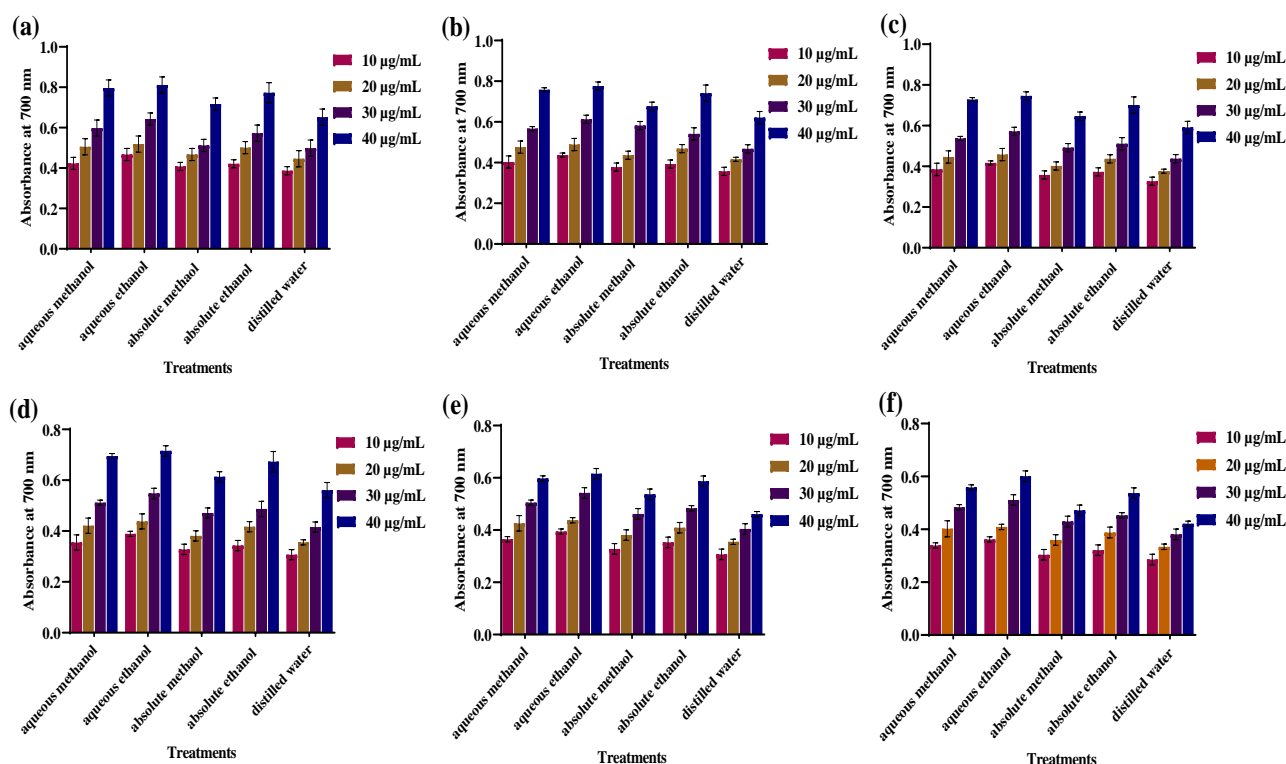 (a)
Absorbance at 700 nm
1.0
0.8
0.6
0.4
0.2
0.0
10 µg/mL
20 µg/mL
30 µg/mL
40 µg/mL
aqueous methanol
aqueous ethanol
absolute methaol
absolute ethanol
distilled water
Treatments
(b)
Absorbance at 700 nm
1.0
0.8
0.6
0.4
0.2
0.0
10 µg/mL
20 µg/mL
30 µg/mL
40 µg/mL
aqueous methanol
aqueous ethanol
absolute methaol
absolute ethanol
distilled water
Treatments
(c)
Absorbance at 700 nm
1.0
0.8
0.6
0.4
0.2
0.0
10 µg/mL
20 µg/mL
30 µg/mL
40 µg/mL
aqueous methanol
aqueous ethanol
absolute methaol
absolute ethanol
distilled water
Treatments
(d)
Absorbance at 700 nm
0.8
0.6
0.4
0.2
0.0
10 µg/mL
20 µg/mL
30 µg/mL
40 µg/mL
aqueous methanol
aqueous ethanol
absolute methaol
absolute ethanol
distilled water
Treatments
(e)
Absorbance at 700 nm
0.8
0.6
0.4
0.2
0.0
10 µg/mL
20 µg/mL
30 µg/mL
40 µg/mL
aqueous methanol
aqueous ethanol
absolute methaol
absolute ethanol
distilled water
Treatments
(f)
Absorbance at 700 nm
0.8
0.6
0.4
0.2
0.0
10 µg/mL
20 µg/mL
30 µg/mL
40 µg/mL
aqueous methanol
aqueous ethanol
absolute methaol
absolute ethanol
distilled water
Treatments